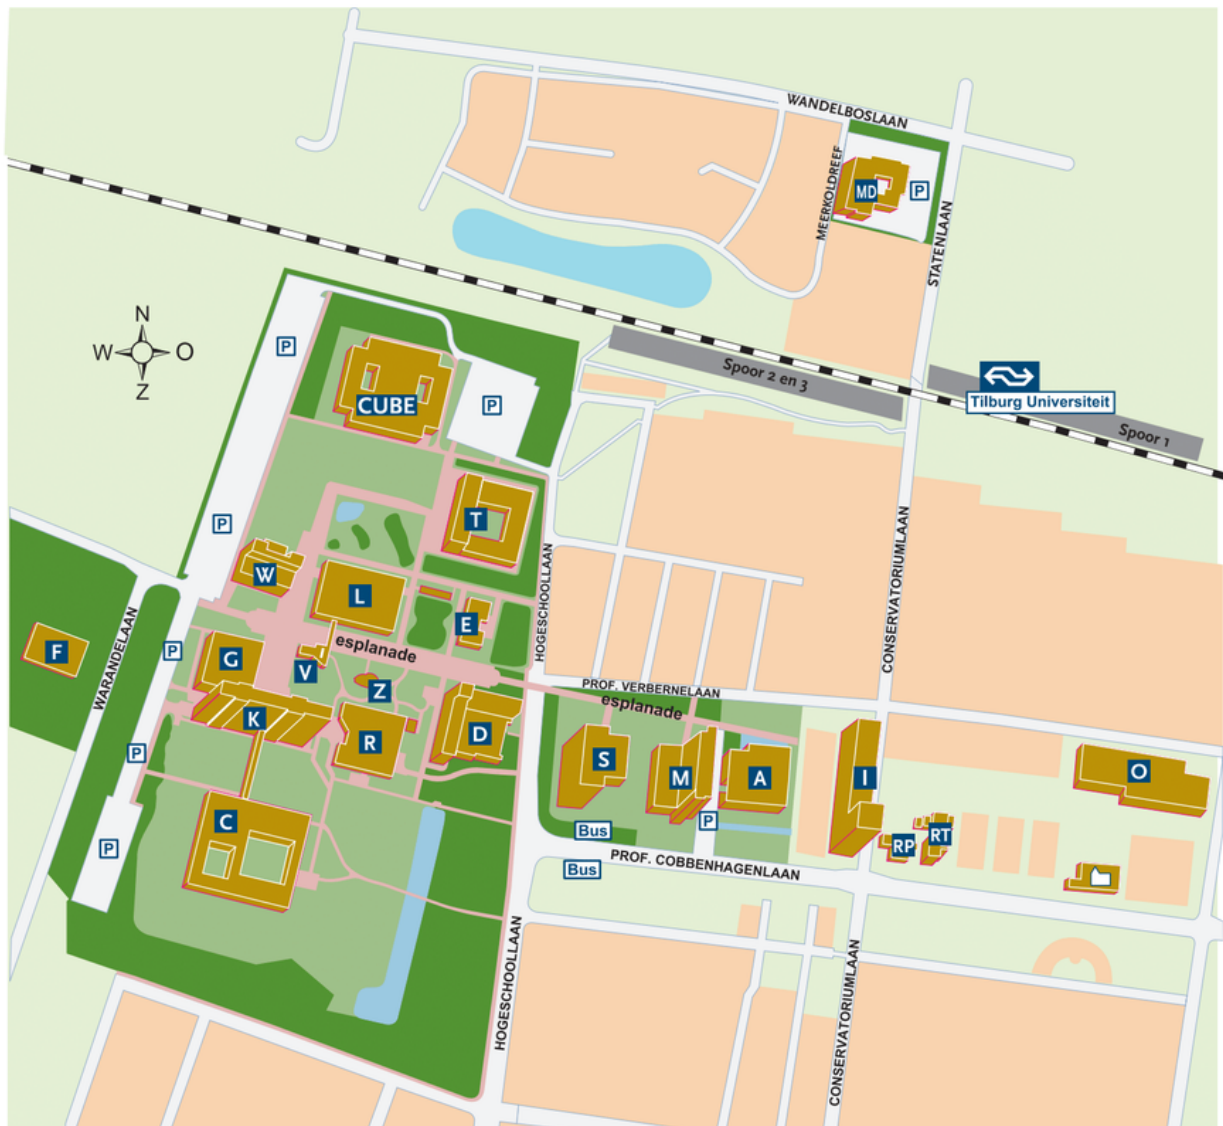 WANDELBOSLAAN
MEERKOLDREEF
MD
P
STATENLAAN
N
W O
Z
P
CUBE
P
Spoor 2 en 3
Tilburg Universiteit
Spoor 1
P
T
W
L
HOGESCHOOLLAAN
CONSERVATORIUMLAAN
E
F
WARANDELAAN
P
G
V
esplanade
Z
PROF. VERBERNELAAN
esplanade
K
R
D
P
S
M
A
I
O
C
P
Bus
P
RP
RT
Bus
PROF. COBBENHAGENLAAN
HOGESCHOOLLAAN
CONSERVATORIUMLAAN